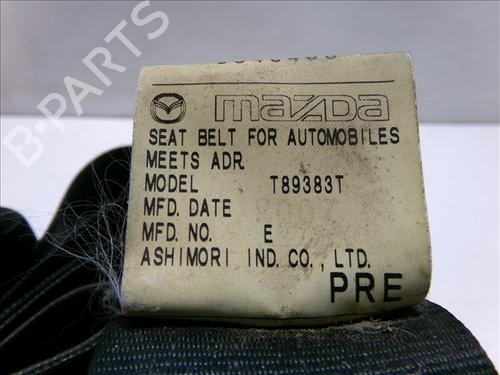 mazda
SEAT BELT FOR AUTOMOBILES
MEETS ADR
MODEL T89383T
MFD. DATE
MFD. NO. E
ASHIMORI IND. CO., LTD.
PRE
B-PARTS